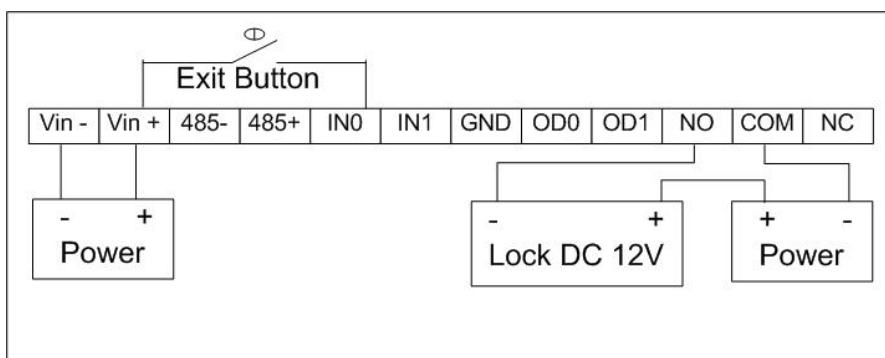 Exit Button
Vin - Vin + 485- 485+ IN0 IN1 GND OD0 OD1 NO COM NC
- + - + + -
Power Lock DC 12V Power